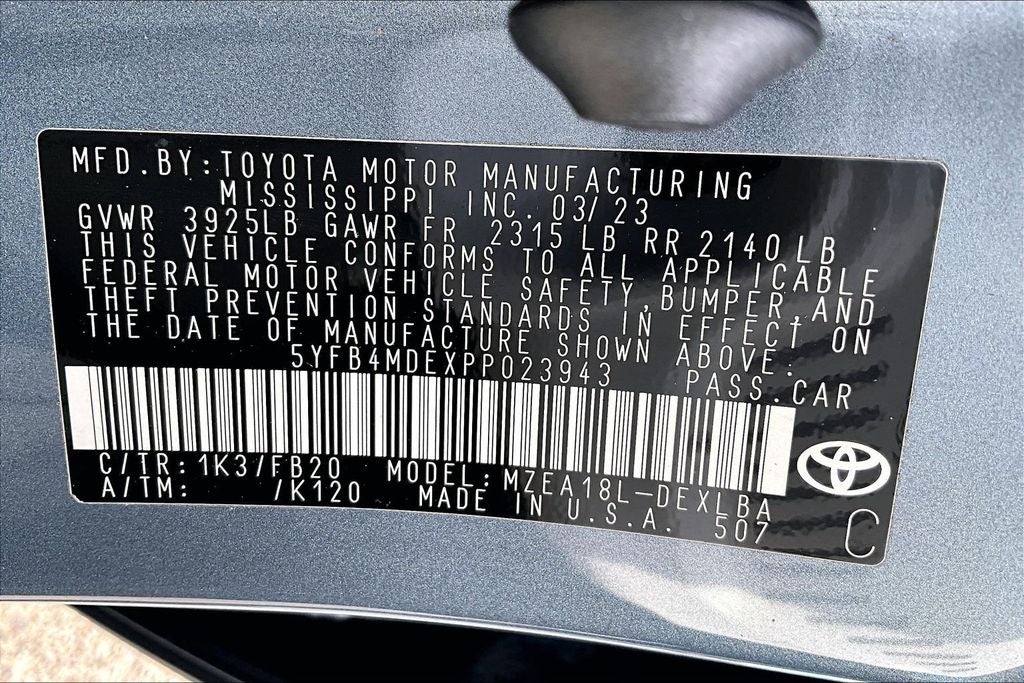 MFD.BY:TOYOTA MOTOR MANUFACTURING
MISSISSIPPI INC. 03/23
GVWR 3925LB GAWR FR 2315LB RR 2140LB
THIS VEHICLE CONFORMS TO ALL APPLICABLE
FEDERAL MOTOR VEHICLE SAFETY,BUMPER,AND
THEFT PREVENTION STANDARDS IN EFFECT ON
THE DATE OF MANUFACTURE SHOWN ABOVE.
5YFB4MDEXPP023943 PASS.CAR
C/TR:1K3/FB20 MODEL:MZEA18L-DEXLBA
A/TM: /K120 MADE IN U.S.A. 507
C